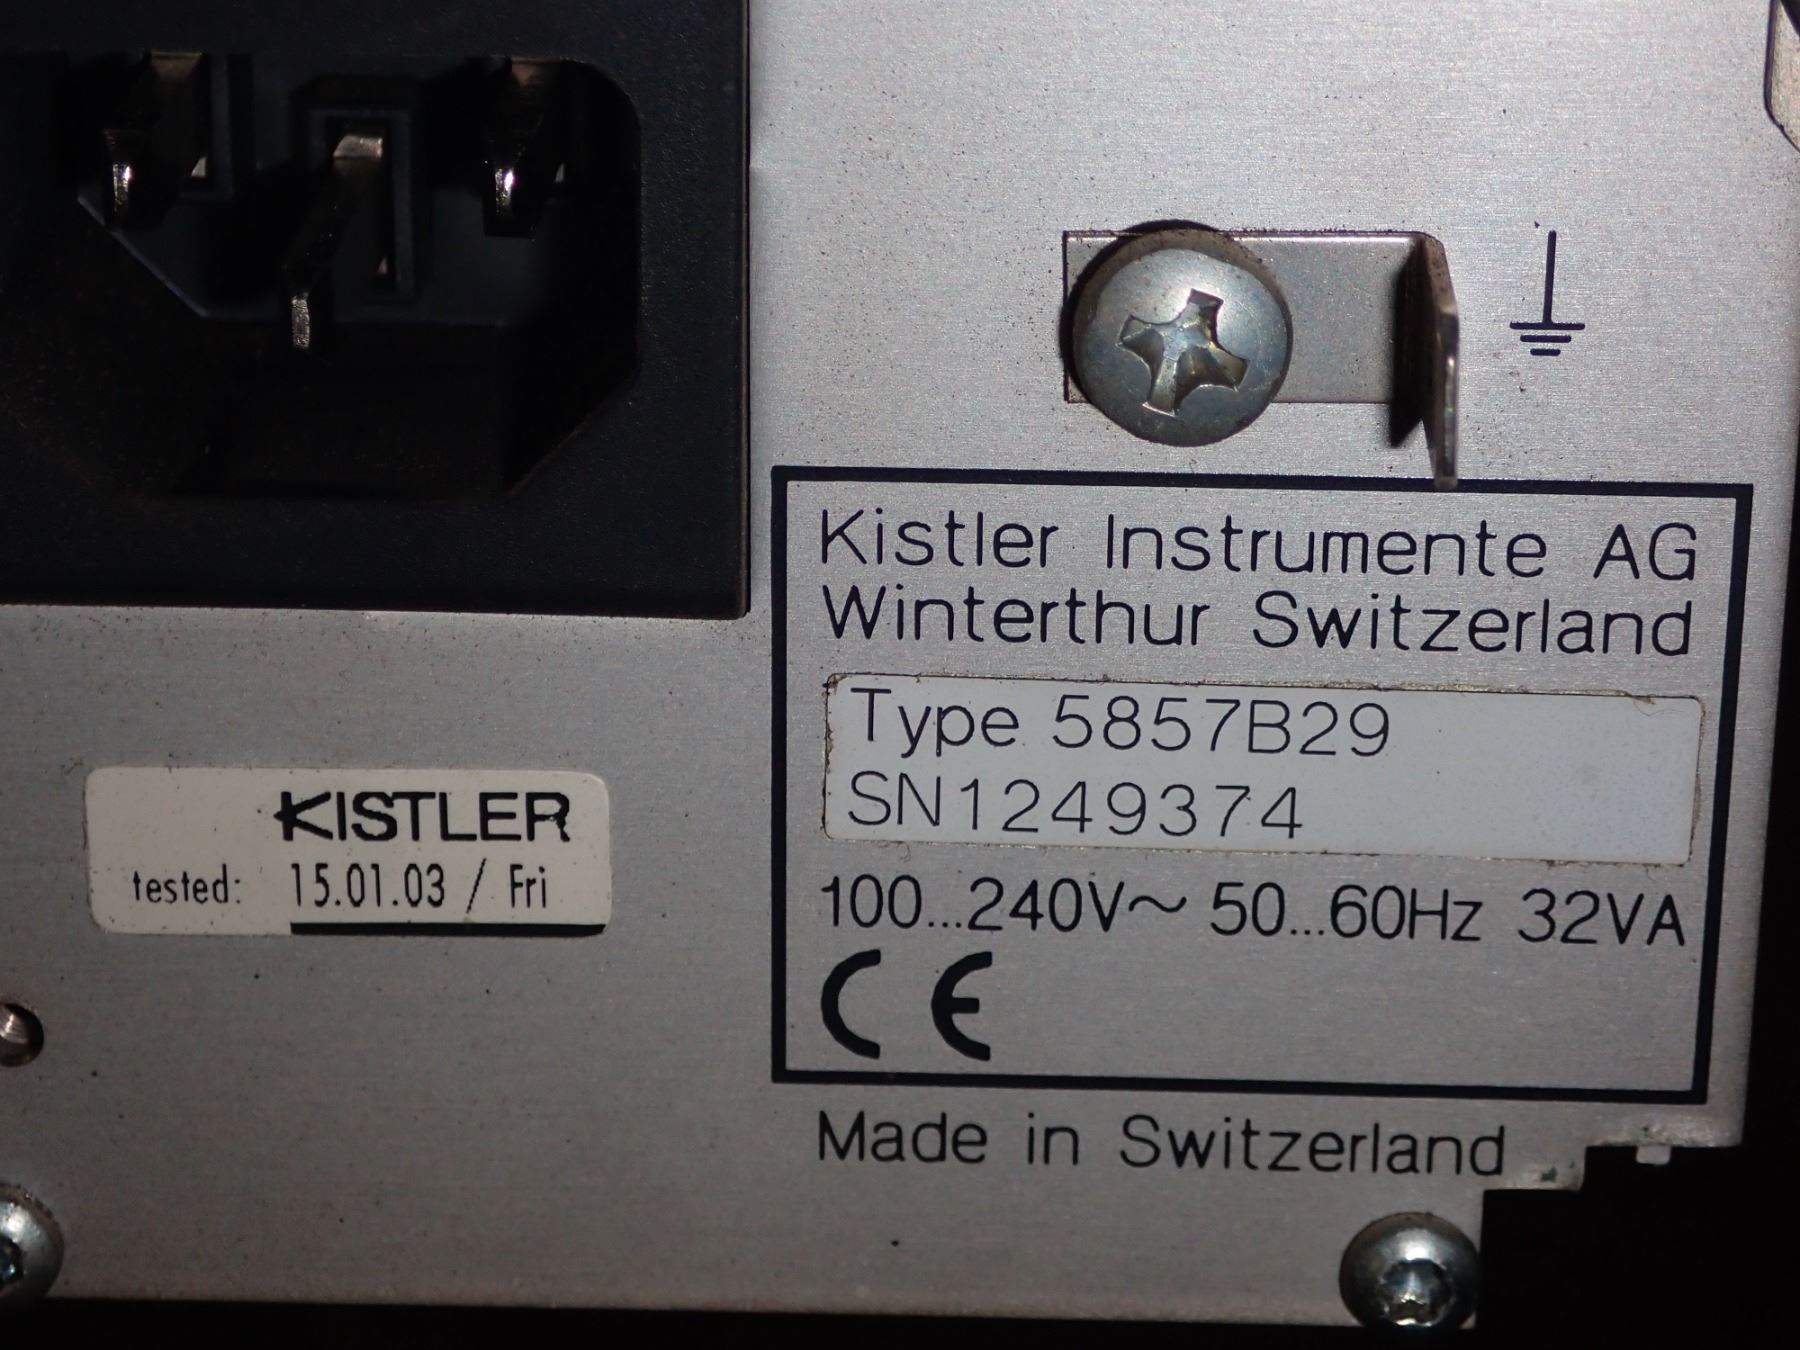 Kistler Instrumente AG
Winterthur Switzerland
Type 5857B29
SN1249374
100...240V~ 50...60Hz 32VA
CE
Made in Switzerland
KISTLER
tested: 15.01.03 / Fri